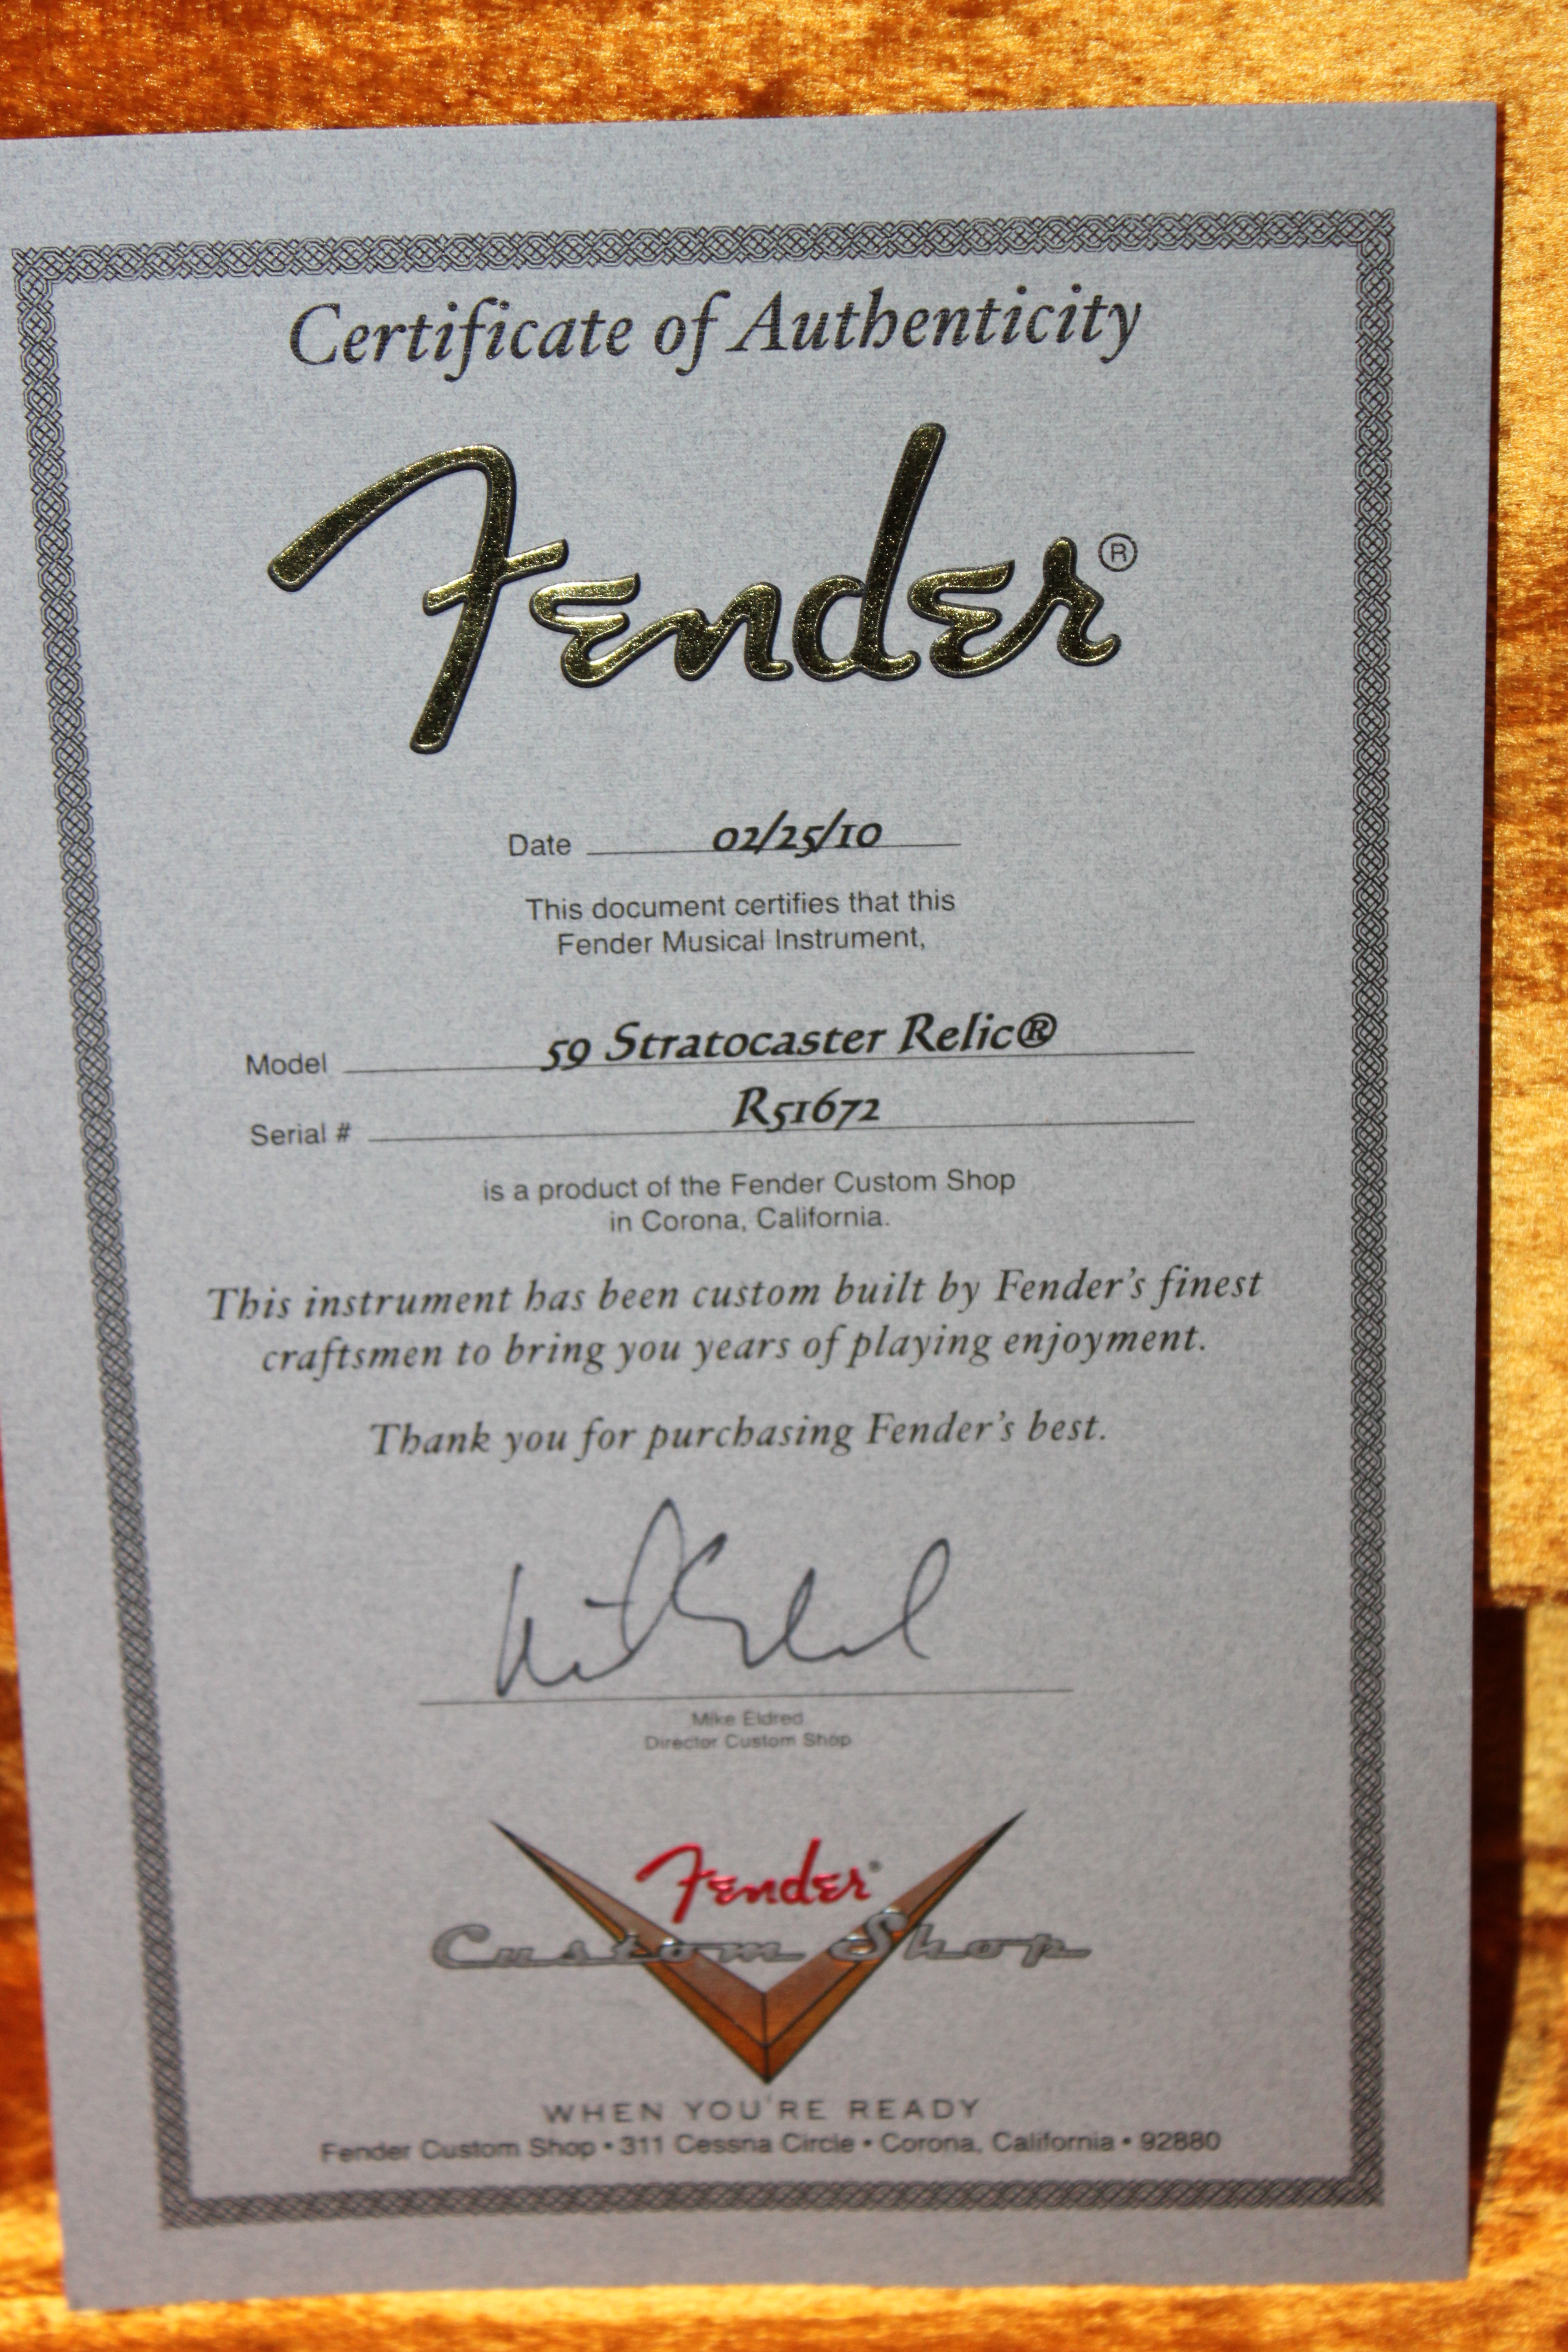 Certificate of Authenticity
Fender®
Date 02/25/10
This document certifies that this
Fender Musical Instrument,
Model 59 Stratocaster Relic®
Serial # R51672
is a product of the Fender Custom Shop
in Corona, California.
This instrument has been custom built by Fender's finest
craftsmen to bring you years of playing enjoyment.
Thank you for purchasing Fender's best.
Mike Eldred
Mike Eldred
Director Custom Shop
Fender®
Custom Shop
WHEN YOU'RE READY
Fender Custom Shop • 311 Cessna Circle • Corona, California • 92880